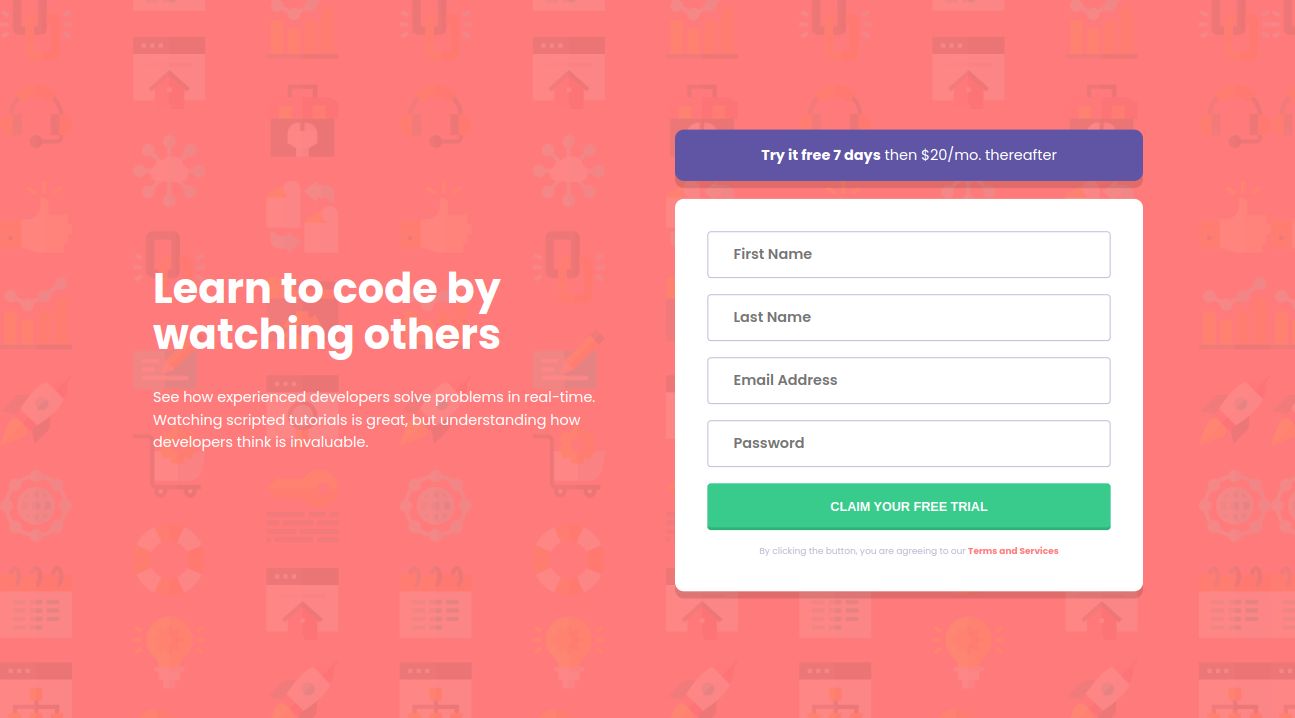 Learn to code by
watching others
See how experienced developers solve problems in real-time.
Watching scripted tutorials is great, but understanding how
developers think is invaluable.
Try it free 7 days then $20/mo. thereafter
First Name
Last Name
Email Address
Password
CLAIM YOUR FREE TRIAL
By clicking the button, you are agreeing to our Terms and Services